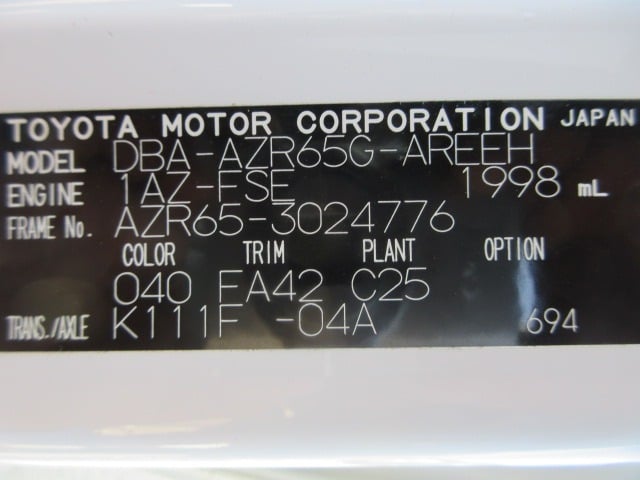 TOYOTA MOTOR CORPORATION JAPAN
MODEL DBA-AZR65G-AREEH
ENGINE 1AZ-FSE 1998 mL
FRAME No. AZR65-3024776
COLOR TRIM PLANT OPTION
040 FA42 C25
TRANS./AXLE K111F -04A 694